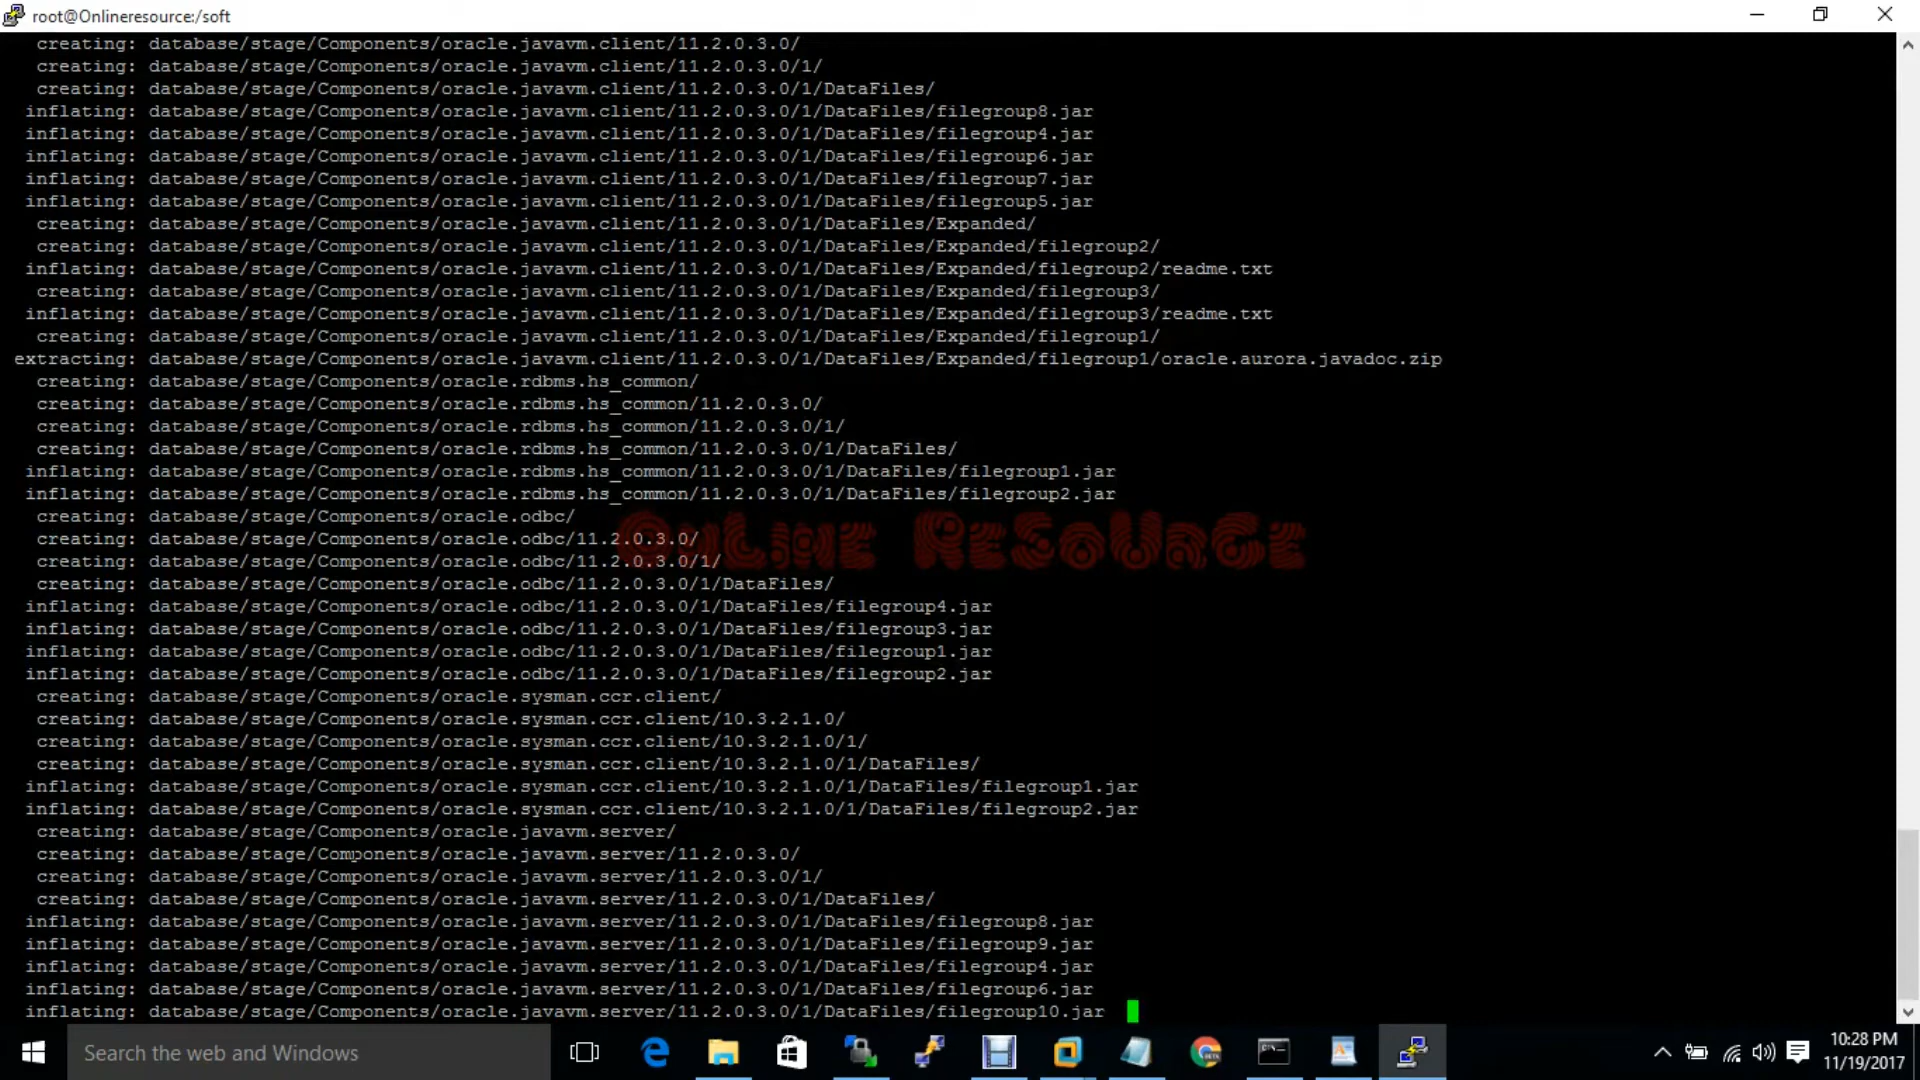 root@Onlineresource:/soft
creating: database/stage/Components/oracle.javavm.client/11.2.0.3.0/
creating: database/stage/Components/oracle.javavm.client/11.2.0.3.0/1/
creating: database/stage/Components/oracle.javavm.client/11.2.0.3.0/1/DataFiles/
inflating: database/stage/Components/oracle.javavm.client/11.2.0.3.0/1/DataFiles/filegroup8.jar
inflating: database/stage/Components/oracle.javavm.client/11.2.0.3.0/1/DataFiles/filegroup4.jar
inflating: database/stage/Components/oracle.javavm.client/11.2.0.3.0/1/DataFiles/filegroup6.jar
inflating: database/stage/Components/oracle.javavm.client/11.2.0.3.0/1/DataFiles/filegroup7.jar
inflating: database/stage/Components/oracle.javavm.client/11.2.0.3.0/1/DataFiles/filegroup5.jar
creating: database/stage/Components/oracle.javavm.client/11.2.0.3.0/1/DataFiles/Expanded/
creating: database/stage/Components/oracle.javavm.client/11.2.0.3.0/1/DataFiles/Expanded/filegroup2/
inflating: database/stage/Components/oracle.javavm.client/11.2.0.3.0/1/DataFiles/Expanded/filegroup2/readme.txt
creating: database/stage/Components/oracle.javavm.client/11.2.0.3.0/1/DataFiles/Expanded/filegroup3/
inflating: database/stage/Components/oracle.javavm.client/11.2.0.3.0/1/DataFiles/Expanded/filegroup3/readme.txt
creating: database/stage/Components/oracle.javavm.client/11.2.0.3.0/1/DataFiles/Expanded/filegroup1/
extracting: database/stage/Components/oracle.javavm.client/11.2.0.3.0/1/DataFiles/Expanded/filegroup1/oracle.aurora.javadoc.zip
creating: database/stage/Components/oracle.rdbms.hs_common/
creating: database/stage/Components/oracle.rdbms.hs_common/11.2.0.3.0/
creating: database/stage/Components/oracle.rdbms.hs_common/11.2.0.3.0/1/
creating: database/stage/Components/oracle.rdbms.hs_common/11.2.0.3.0/1/DataFiles/
inflating: database/stage/Components/oracle.rdbms.hs_common/11.2.0.3.0/1/DataFiles/filegroup1.jar
inflating: database/stage/Components/oracle.rdbms.hs_common/11.2.0.3.0/1/DataFiles/filegroup2.jar
creating: database/stage/Components/oracle.odbc/
creating: database/stage/Components/oracle.odbc/11.2.0.3.0/
OnLine ReSoUrCe
creating: database/stage/Components/oracle.odbc/11.2.0.3.0/1/
creating: database/stage/Components/oracle.odbc/11.2.0.3.0/1/DataFiles/
inflating: database/stage/Components/oracle.odbc/11.2.0.3.0/1/DataFiles/filegroup4.jar
inflating: database/stage/Components/oracle.odbc/11.2.0.3.0/1/DataFiles/filegroup3.jar
inflating: database/stage/Components/oracle.odbc/11.2.0.3.0/1/DataFiles/filegroup1.jar
inflating: database/stage/Components/oracle.odbc/11.2.0.3.0/1/DataFiles/filegroup2.jar
creating: database/stage/Components/oracle.sysman.ccr.client/
creating: database/stage/Components/oracle.sysman.ccr.client/10.3.2.1.0/
creating: database/stage/Components/oracle.sysman.ccr.client/10.3.2.1.0/1/
creating: database/stage/Components/oracle.sysman.ccr.client/10.3.2.1.0/1/DataFiles/
inflating: database/stage/Components/oracle.sysman.ccr.client/10.3.2.1.0/1/DataFiles/filegroup1.jar
inflating: database/stage/Components/oracle.sysman.ccr.client/10.3.2.1.0/1/DataFiles/filegroup2.jar
creating: database/stage/Components/oracle.javavm.server/
creating: database/stage/Components/oracle.javavm.server/11.2.0.3.0/
creating: database/stage/Components/oracle.javavm.server/11.2.0.3.0/1/
creating: database/stage/Components/oracle.javavm.server/11.2.0.3.0/1/DataFiles/
inflating: database/stage/Components/oracle.javavm.server/11.2.0.3.0/1/DataFiles/filegroup8.jar
inflating: database/stage/Components/oracle.javavm.server/11.2.0.3.0/1/DataFiles/filegroup9.jar
inflating: database/stage/Components/oracle.javavm.server/11.2.0.3.0/1/DataFiles/filegroup4.jar
inflating: database/stage/Components/oracle.javavm.server/11.2.0.3.0/1/DataFiles/filegroup6.jar
inflating: database/stage/Components/oracle.javavm.server/11.2.0.3.0/1/DataFiles/filegroup10.jar
Search the web and Windows
10:28 PM
11/19/2017